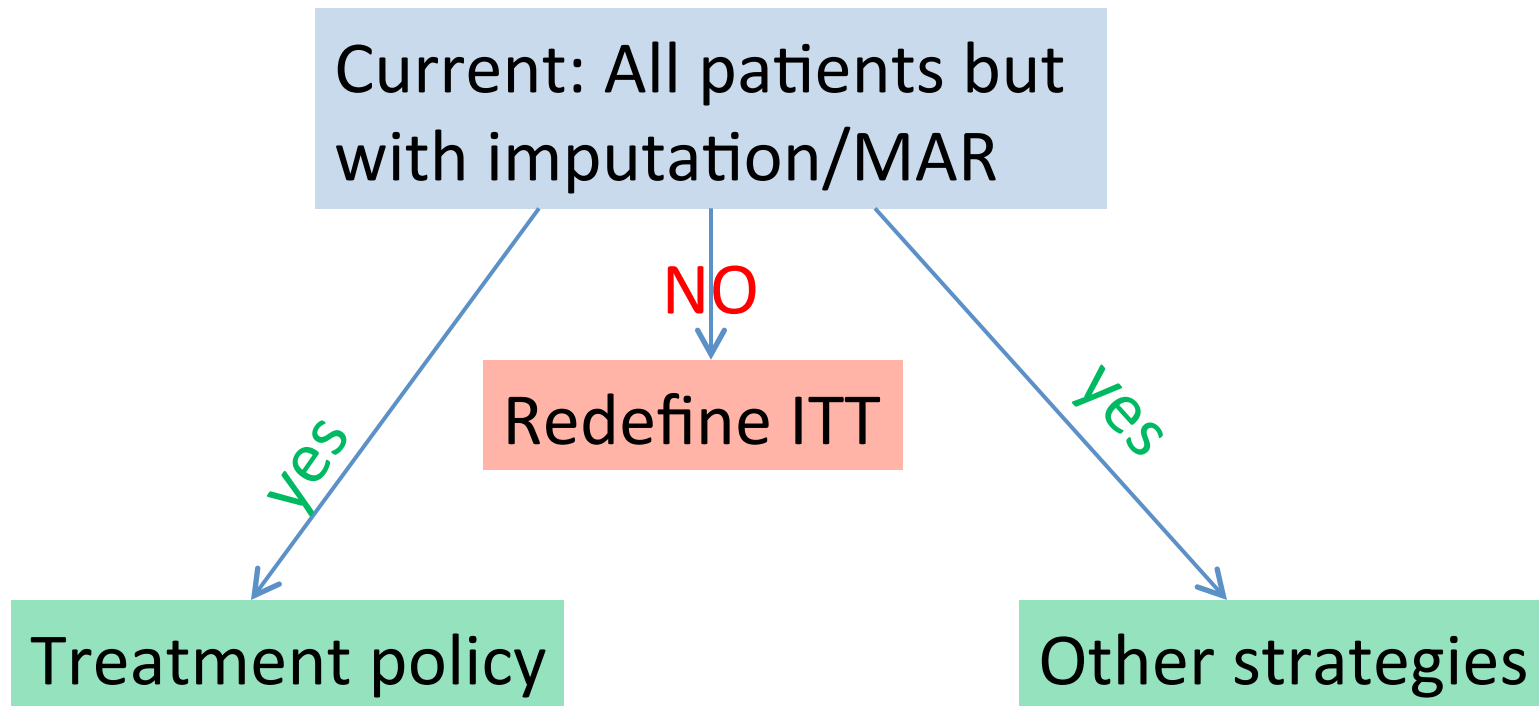 Current: All patients but
with imputation/MAR
NO
Redefine ITT
yes
yes
Treatment policy
Other strategies